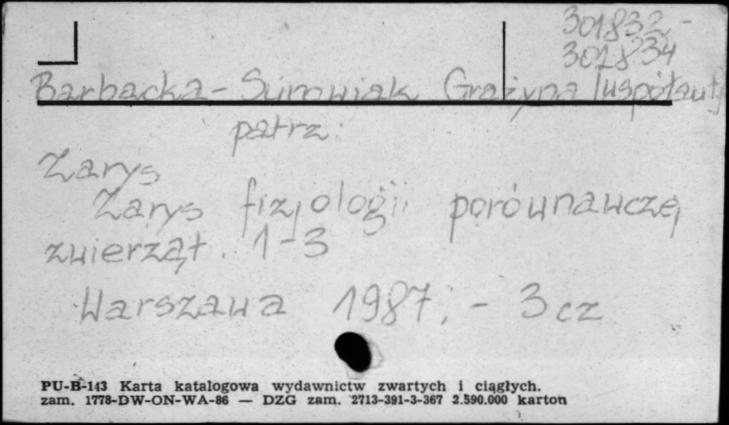 301832-
301834
Barbacka-Surowiak Grażyna [współaut]
patrz:
Zarys
Zarys fizjologii porównawczej
zwierząt. 1-3
Warszawa 1987. - 3 cz
PU-B-143 Karta katalogowa wydawnictw zwartych i ciągłych.
zam. 1778-DW-ON-WA-86 — DZG zam. 2713-391-3-367 2.590.000 karton